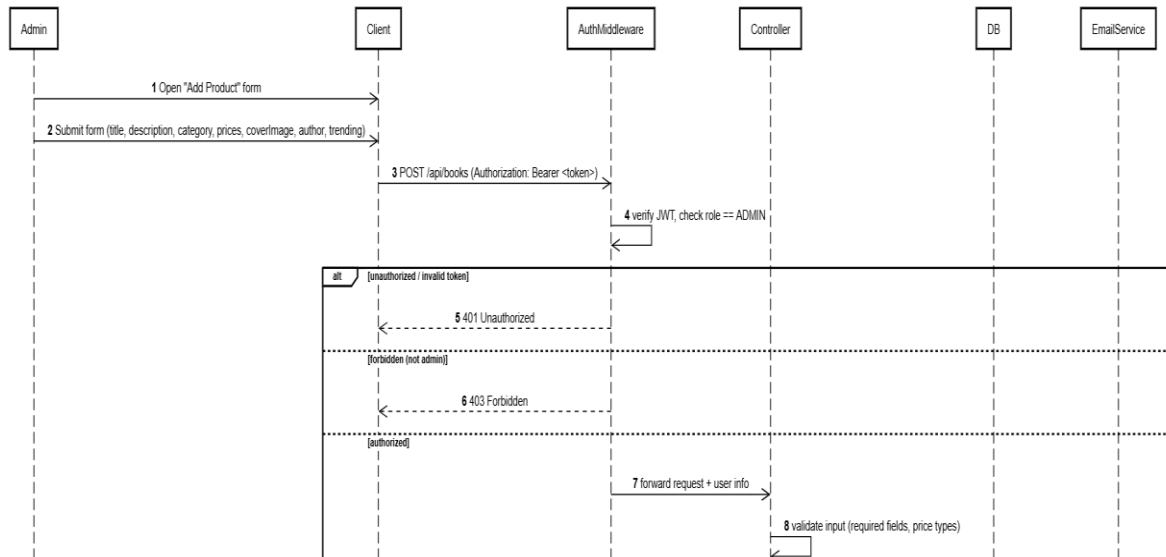 Admin
Client
AuthMiddleware
Controller
DB
EmailService
1 Open "Add Product" form
2 Submit form (title, description, category, prices, coverImage, author, trending)
3 POST /api/books (Authorization: Bearer <token>)
4 verify JWT, check role == ADMIN
alt
[unauthorized / invalid token]
5 401 Unauthorized
[forbidden (not admin)]
6 403 Forbidden
[authorized]
7 forward request + user info
8 validate input (required fields, price types)